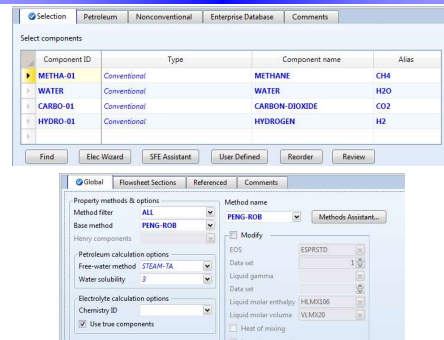 Selection Petroleum Nonconventional Enterprise Database Comments
Select components
Component ID Type Component name Alias
METHA-01 Conventional METHANE CH4
WATER Conventional WATER H2O
CARBO-01 Conventional CARBON-DIOXIDE CO2
HYDRO-01 Conventional HYDROGEN H2
Find Elec Wizard SFE Assistant User Defined Reorder Review
Global Flowsheet Sections Referenced Comments
Property methods & options
Method filter ALL
Base method PENG-ROB
Henry components
Petroleum calculation options
Free-water method STEAM-TA
Water solubility 3
Electrolyte calculation options
Chemistry ID
Use true components
Method name
PENG-ROB Methods Assistant...
Modify
EOS ESPRSTD
Data set 1
Liquid gamma
Data set
Liquid molar enthalpy HLMX106
Liquid molar volume VLMX20
Heat of mixing